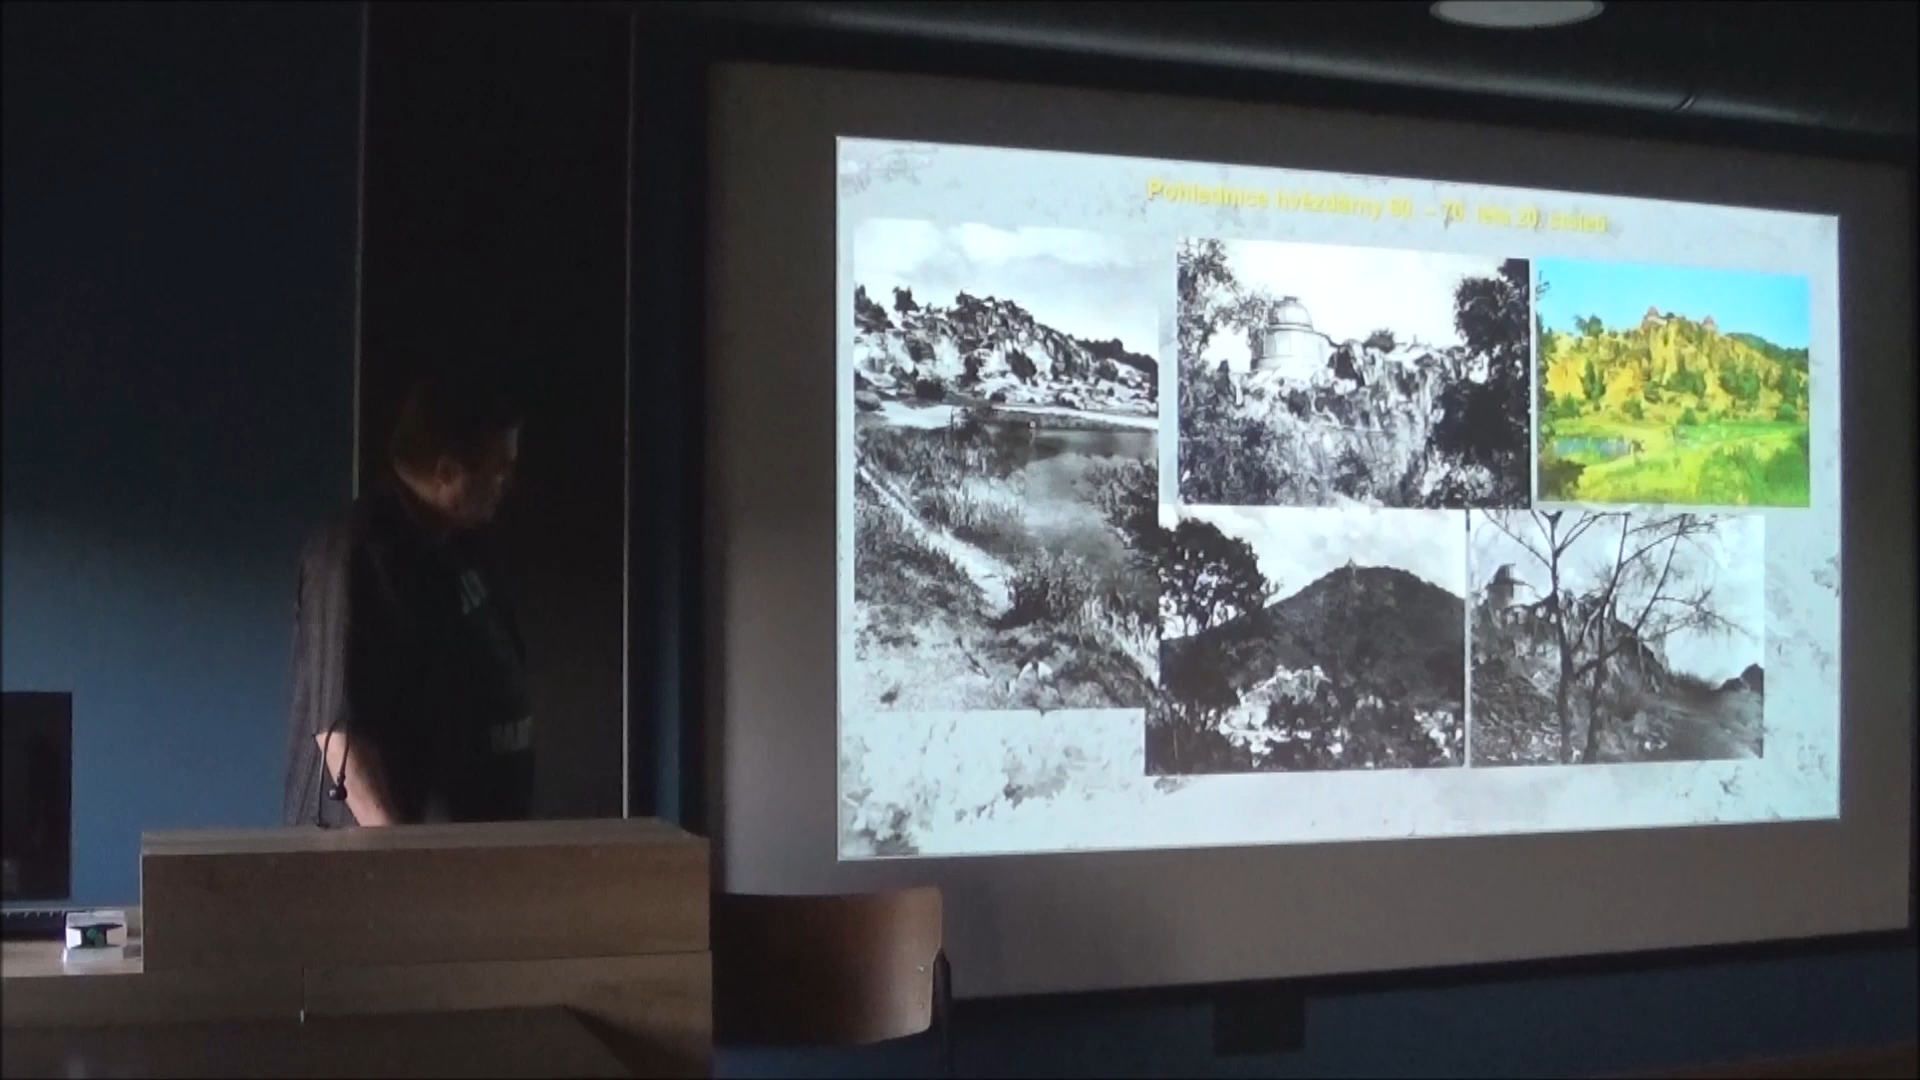 Pohlednice hvězdárny 60. – 70. léta 20. století